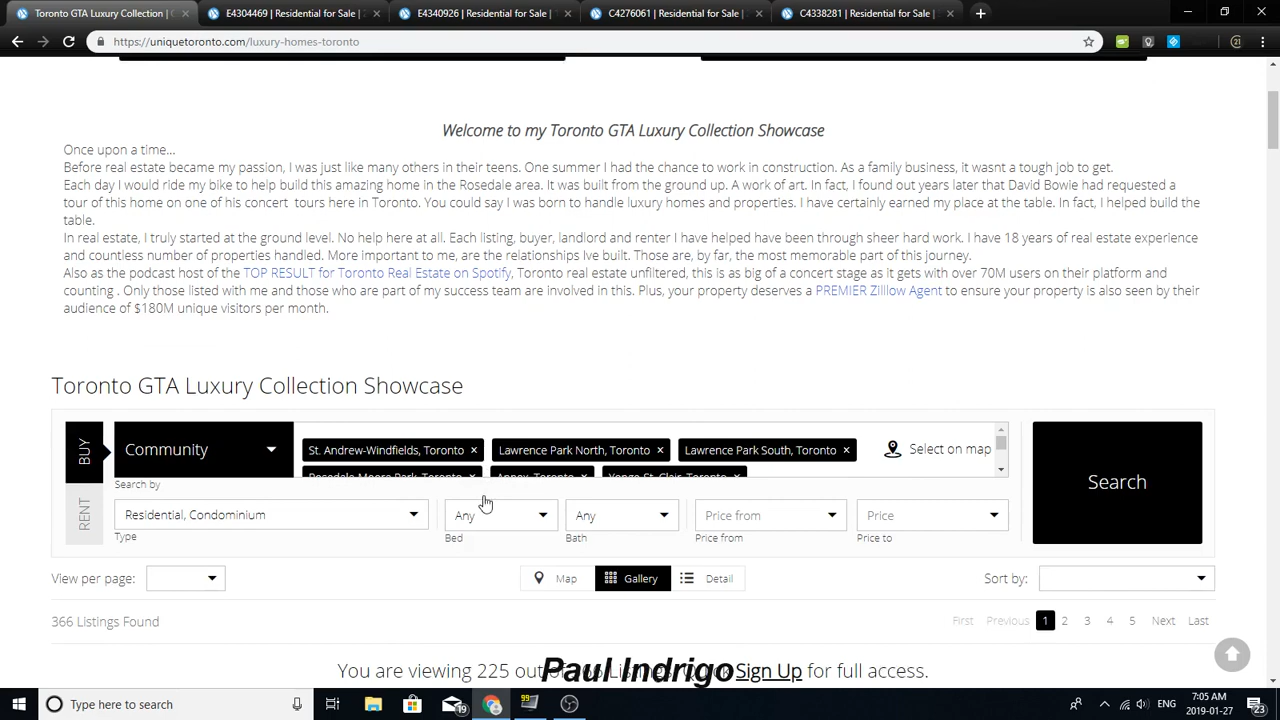 Toronto GTA Luxury Collection | C
E4304469 | Residential for Sale |
E4340926 | Residential for Sale |
C4276061 | Residential for Sale |
C4338281 | Residential for Sale |
https://uniquetoronto.com/luxury-homes-toronto
Welcome to my Toronto GTA Luxury Collection Showcase
Once upon a time...
Before real estate became my passion, I was just like many others in their teens. One summer I had the chance to work in construction. As a family business, it wasnt a tough job to get.
Each day I would ride my bike to help build this amazing home in the Rosedale area. It was built from the ground up. A work of art. In fact, I found out years later that David Bowie had requested a
tour of this home on one of his concert tours here in Toronto. You could say I was born to handle luxury homes and properties. I have certainly earned my place at the table. In fact, I helped build the
table.
In real estate, I truly started at the ground level. No help here at all. Each listing, buyer, landlord and renter I have helped have been through sheer hard work. I have 18 years of real estate experience
and countless number of properties handled. More important to me, are the relationships Ive built. Those are, by far, the most memorable part of this journey.
Also as the podcast host of the TOP RESULT for Toronto Real Estate on Spotify, Toronto real estate unfiltered, this is as big of a concert stage as it gets with over 70M users on their platform and
counting . Only those listed with me and those who are part of my success team are involved in this. Plus, your property deserves a PREMIER Zilllow Agent to ensure your property is also seen by their
audience of $180M unique visitors per month.
Toronto GTA Luxury Collection Showcase
BUY
Community
St. Andrew-Windfields, Toronto ×
Lawrence Park North, Toronto ×
Lawrence Park South, Toronto ×
Select on map
Rosedale-Moore Park, Toronto ×
Annex, Toronto ×
Yonge-St. Clair, Toronto ×
Search
Search by
RENT
Residential, Condominium
Any
Any
Price from
Price
Type
Bed
Bath
Price from
Price to
View per page:
Map
Gallery
Detail
Sort by:
366 Listings Found
First Previous 1 2 3 4 5 Next Last
You are viewing 225 out of Sign Up for full access.
Paul Indrigo
Type here to search
19
99
7:05 AM
2019-01-27
23